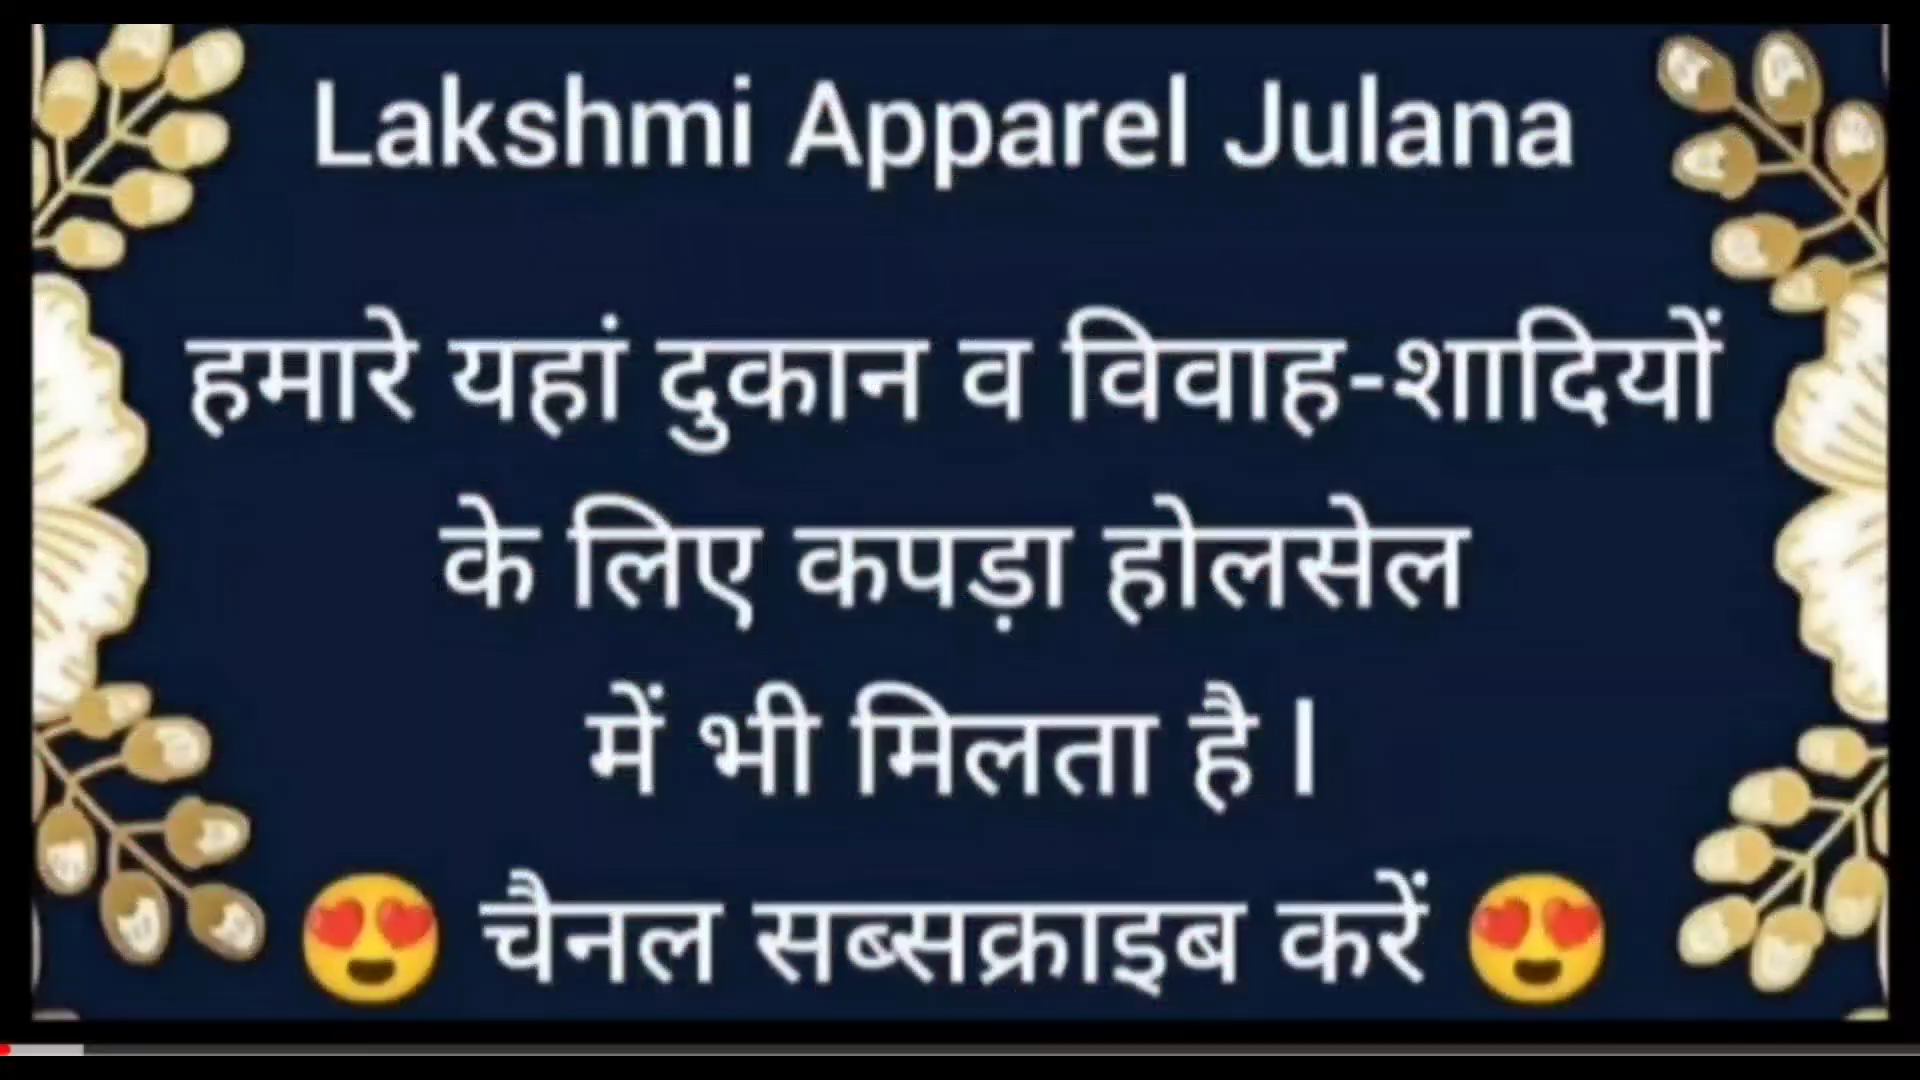 Lakshmi Apparel Julana
हमारे यहां दुकान व विवाह-शादियों
के लिए कपड़ा होलसेल
में भी मिलता है।
😍 चैनल सब्सक्राइब करें 😍